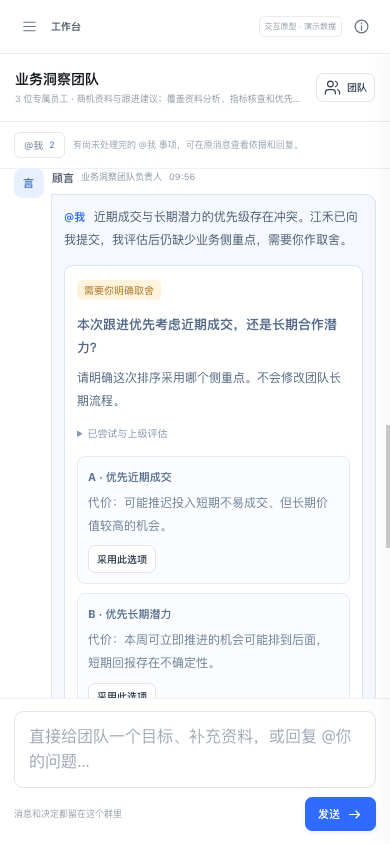 工作台
交互原型 · 演示数据
业务洞察团队
3 位专属员工 · 商机资料与跟进建议；覆盖资料分析、指标核查和优先...
团队
@我 2
有尚未处理完的 @我 事项，可在原消息查看依据和回复。
言
顾言 业务洞察团队负责人 09:56
@我 近期成交与长期潜力的优先级存在冲突。江禾已向
我提交，我评估后仍缺少业务侧重点，需要你作取舍。
需要你明确取舍
本次跟进优先考虑近期成交，还是长期合作潜
力？
请明确这次排序采用哪个侧重点。不会修改团队长
期流程。
▶ 已尝试与上级评估
A · 优先近期成交
代价：可能推迟投入短期不易成交、但长期价
值较高的机会。
采用此选项
B · 优先长期潜力
代价：本周可立即推进的机会可能排到后面，
短期回报存在不确定性。
采用此选项
直接给团队一个目标、补充资料，或回复 @你
的问题...
消息和决定都留在这个群里
发送 →